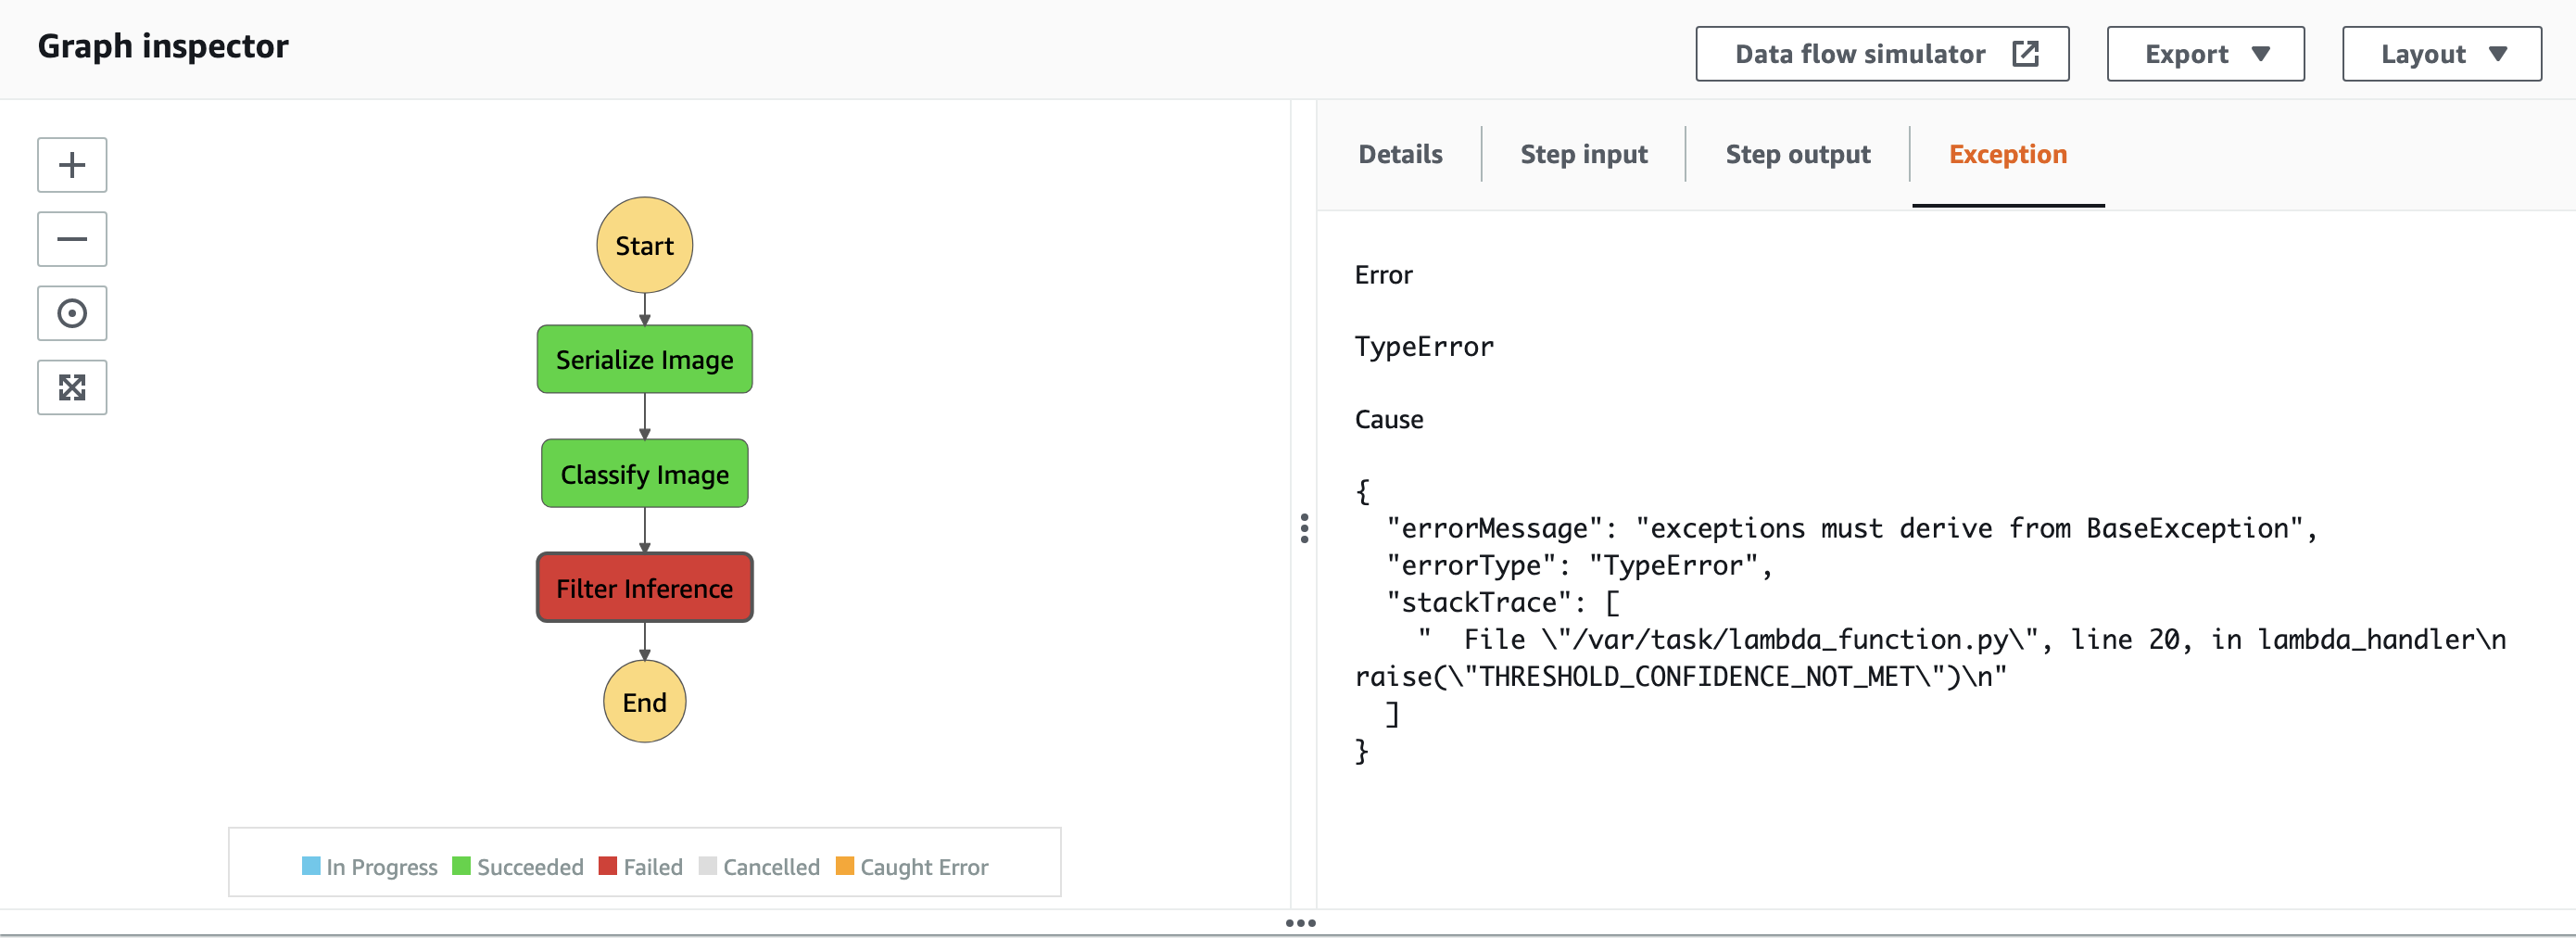 Graph inspector
Data flow simulator
Export
Layout
Start
Serialize Image
Classify Image
Filter Inference
End
In Progress
Succeeded
Failed
Cancelled
Caught Error
Details
Step input
Step output
Exception
Error
TypeError
Cause
{
  "errorMessage": "exceptions must derive from BaseException",
  "errorType": "TypeError",
  "stackTrace": [
    "  File \"/var/task/lambda_function.py\", line 20, in lambda_handler\n
raise(\"THRESHOLD_CONFIDENCE_NOT_MET\")\n"
  ]
}